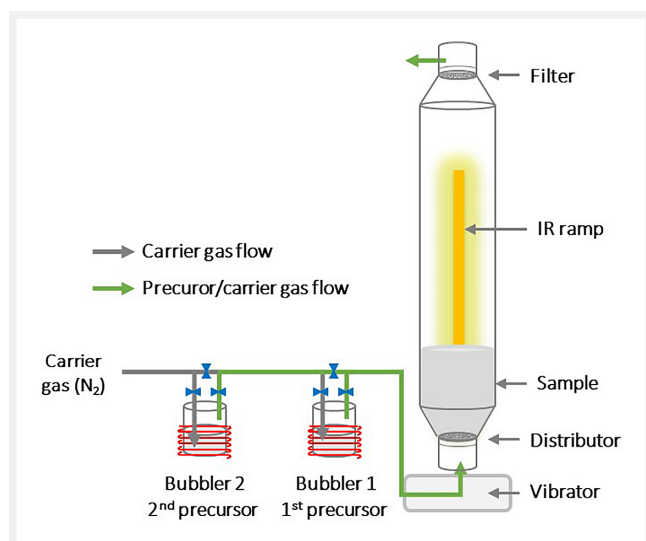 Filter
IR ramp
Carrier gas flow
Precuror/carrier gas flow
Carrier
gas (N₂)
Sample
Distributor
Bubbler 2
2ⁿᵈ precursor
Bubbler 1
1ˢᵗ precursor
Vibrator